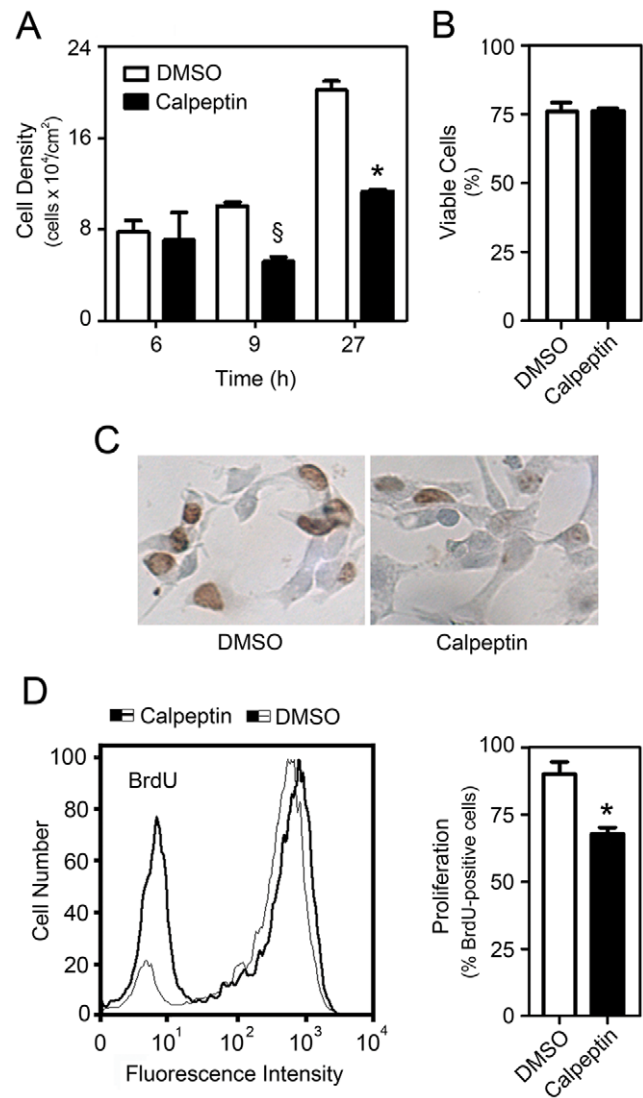 A
24
16
8
0
Cell Density
(cells x 10⁴/cm²)
DMSO
Calpeptin
§
*
6 9 27
Time (h)
B
100
75
50
25
0
Viable Cells
(%)
DMSO
Calpeptin
C
DMSO Calpeptin
D
Calpeptin DMSO
100
80
60
40
20
0
Cell Number
BrdU
0 10¹ 10² 10³ 10⁴
Fluorescence Intensity
100
75
50
25
0
Proliferation
(% BrdU-positive cells)
*
DMSO
Calpeptin